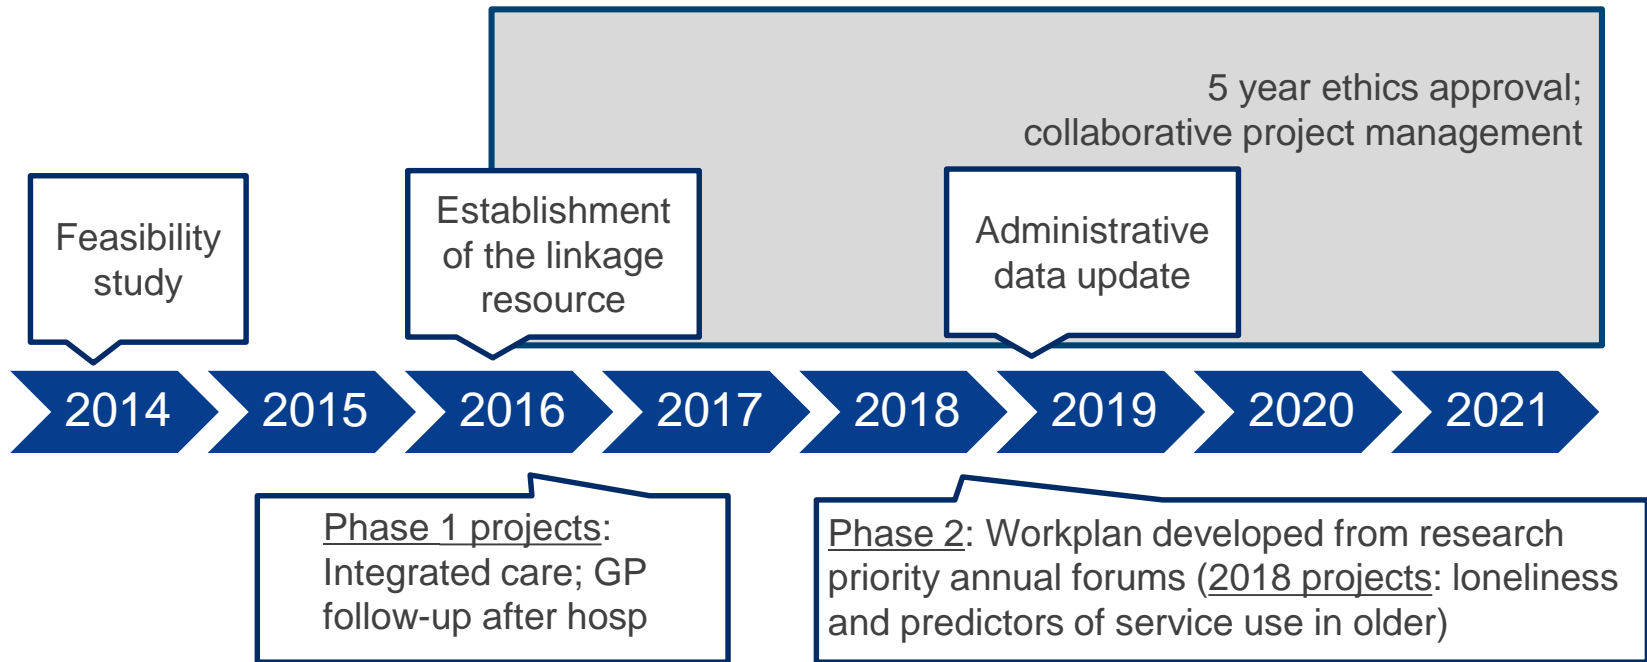 5 year ethics approval;
collaborative project management
Feasibility
study
Establishment
of the linkage
resource
Administrative
data update
2014 2015 2016 2017 2018 2019 2020 2021
Phase 1 projects:
Integrated care; GP
follow-up after hosp
Phase 2: Workplan developed from research
priority annual forums (2018 projects: loneliness
and predictors of service use in older)